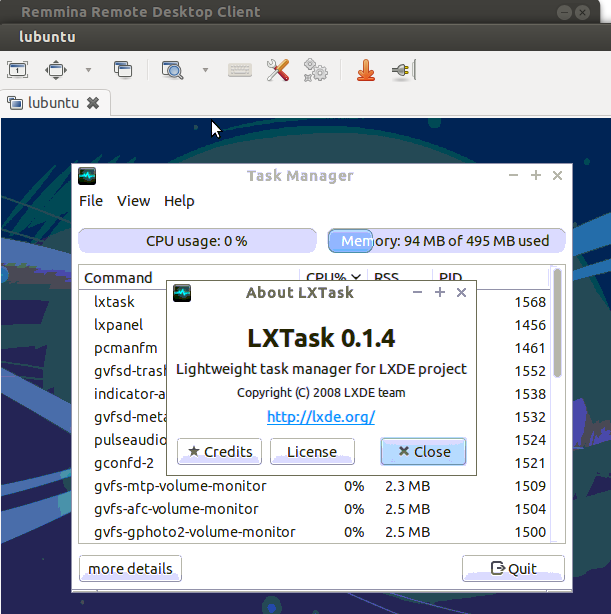 Remmina Remote Desktop Client
lubuntu
lubuntu
Task Manager
File View Help
CPU usage: 0 %
Memory: 94 MB of 495 MB used
Command CPU% RSS PID
lxtask 1568
lxpanel 1456
pcmanfm 1461
gvfsd-trash 1552
indicator-a 1538
gvfsd-meta 1532
pulseaudio 1524
gconfd-2 1521
gvfs-mtp-volume-monitor 0% 2.3 MB 1509
gvfs-afc-volume-monitor 0% 2.5 MB 1504
gvfs-gphoto2-volume-monitor 0% 2.5 MB 1500
About LXTask
LXTask 0.1.4
Lightweight task manager for LXDE project
Copyright (C) 2008 LXDE team
http://lxde.org/
Credits License Close
more details Quit